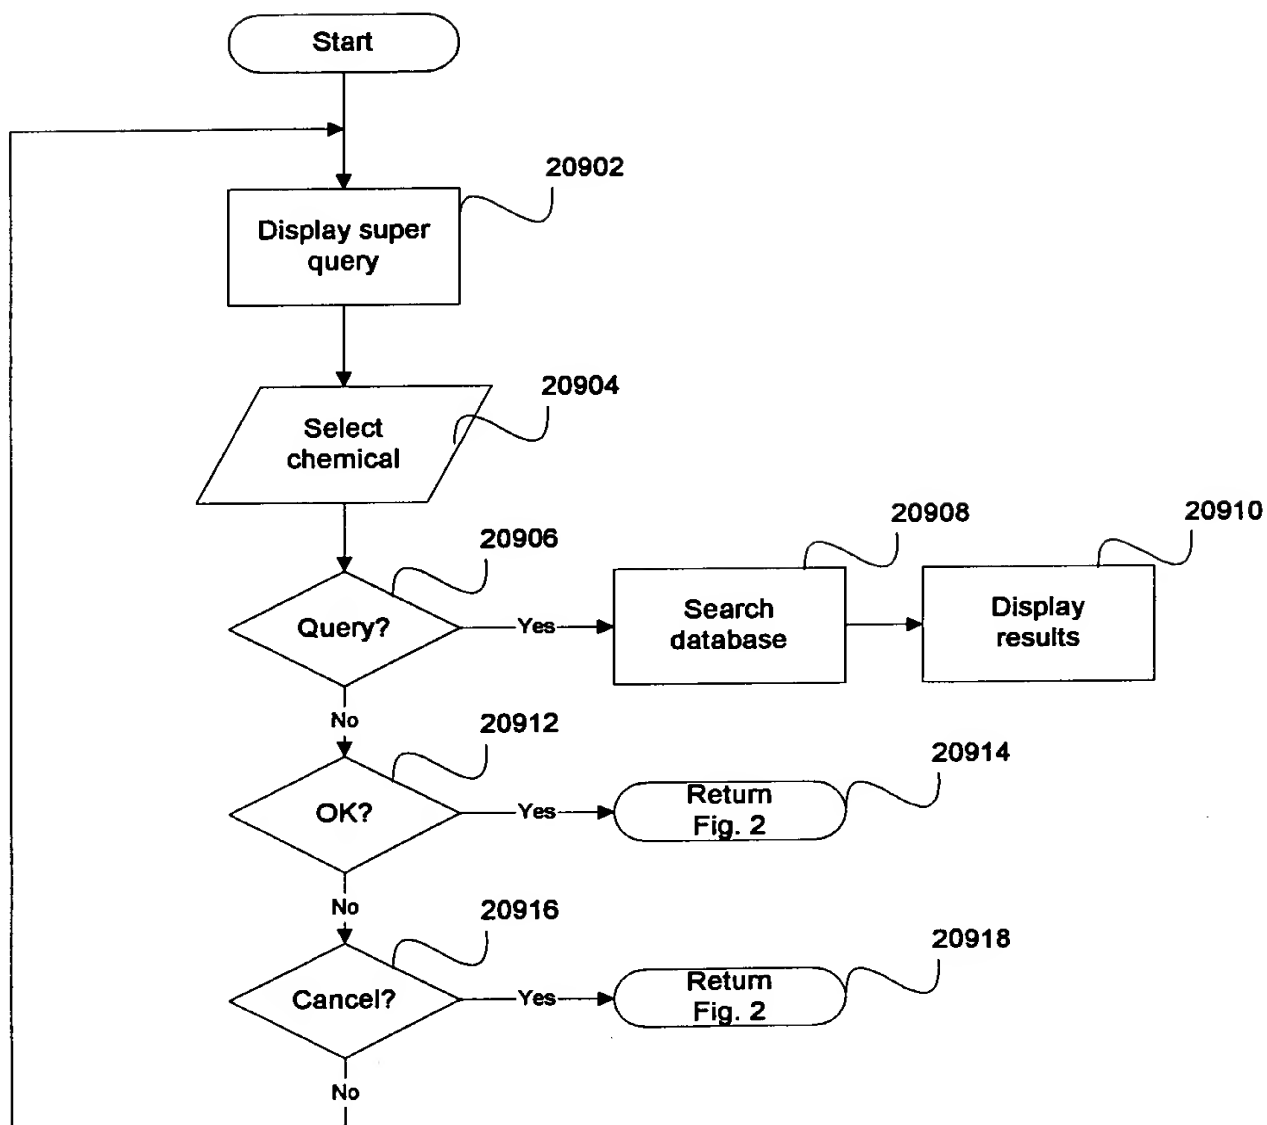 Start
20902
Display super
query
20904
Select
chemical
20906
20908
20910
Query?
Yes
Search
database
Display
results
No
20912
20914
OK?
Yes
Return
Fig. 2
No
20916
20918
Cancel?
Yes
Return
Fig. 2
No